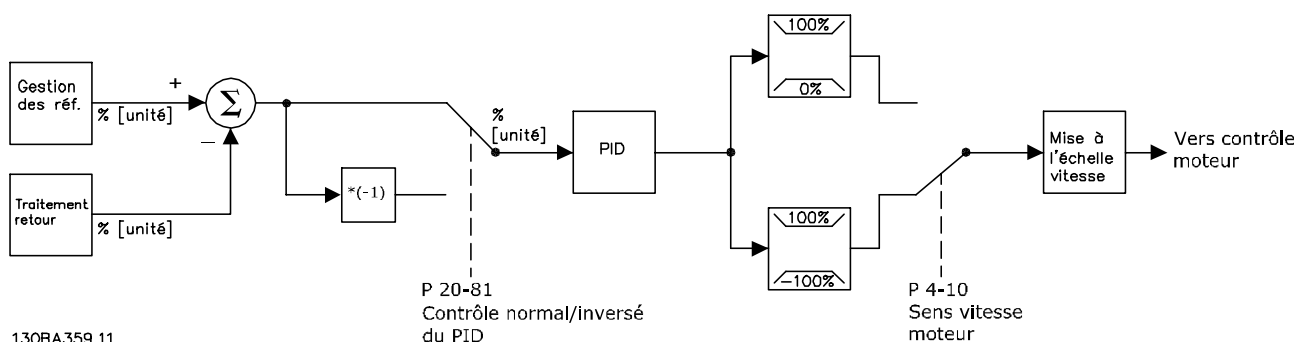 Gestion
des réf.
% [unité]
+
Σ
–
Traitement
retour
% [unité]
*(-1)
%
[unité]
PID
P 20-81
Contrôle normal/inversé
du PID
100%
0%
100%
-100%
P 4-10
Sens vitesse
moteur
Mise à
l'échelle
vitesse
Vers contrôle
moteur
130BA359.11